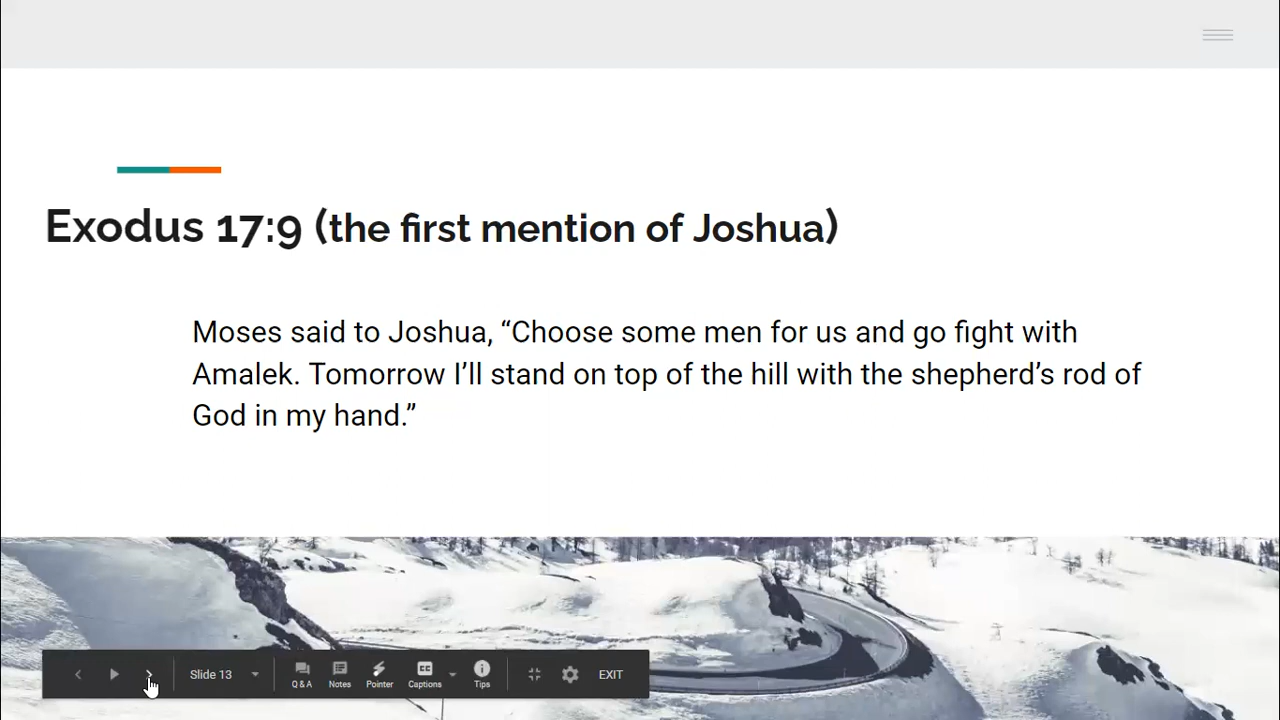 Exodus 17:9 (the first mention of Joshua)
Moses said to Joshua, “Choose some men for us and go fight with
Amalek. Tomorrow I’ll stand on top of the hill with the shepherd’s rod of
God in my hand.”
Slide 13
Q & A
Notes
Pointer
CC
Captions
Tips
EXIT